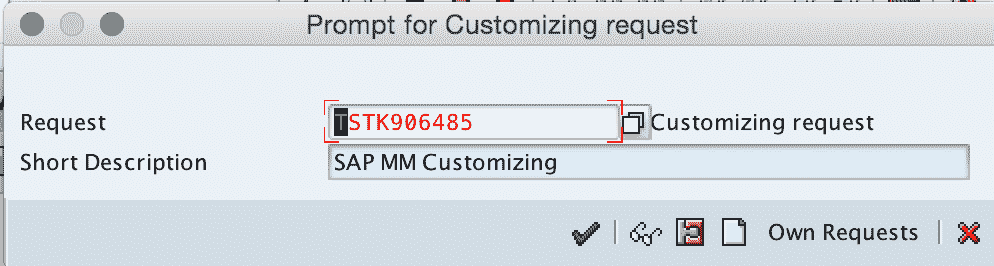 Prompt for Customizing request
Request TSTK906485 Customizing request
Short Description SAP MM Customizing
Own Requests